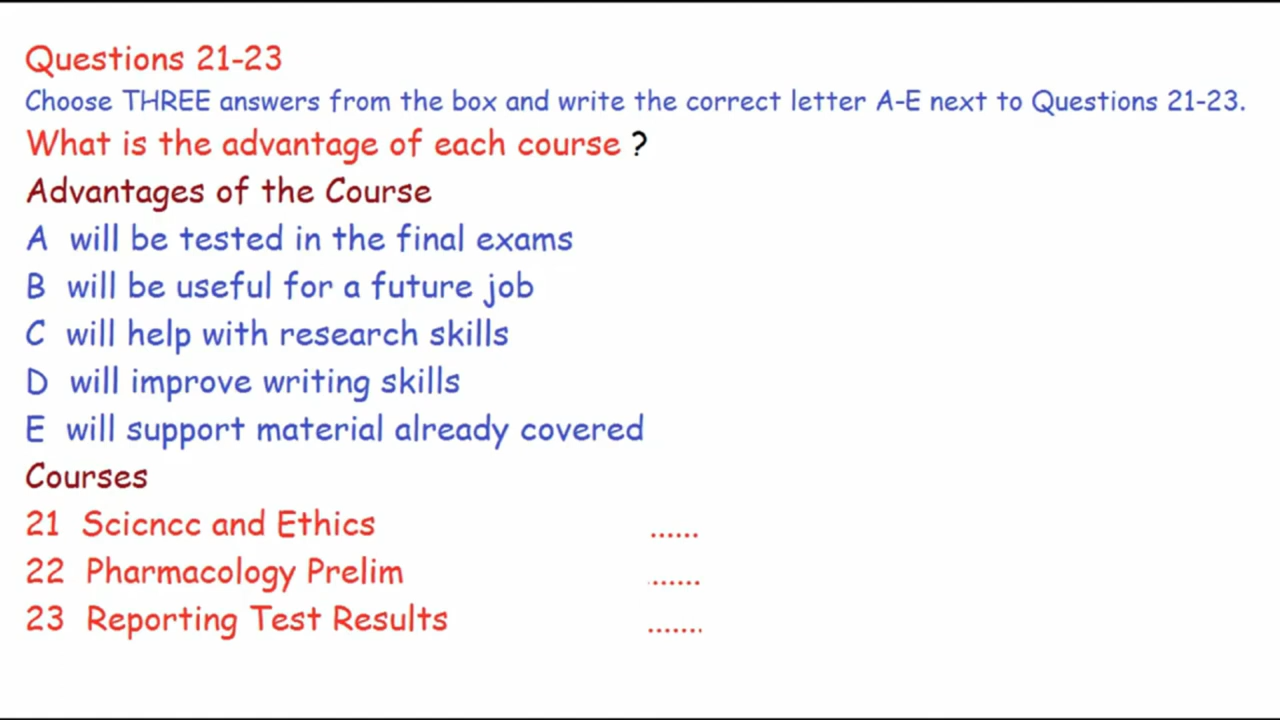 Questions 21-23
Choose THREE answers from the box and write the correct letter A-E next to Questions 21-23.
What is the advantage of each course ?
Advantages of the Course
A will be tested in the final exams
B will be useful for a future job
C will help with research skills
D will improve writing skills
E will support material already covered
Courses
21 Scicncc and Ethics ......
22 Pharmacology Prelim ......
23 Reporting Test Results .......